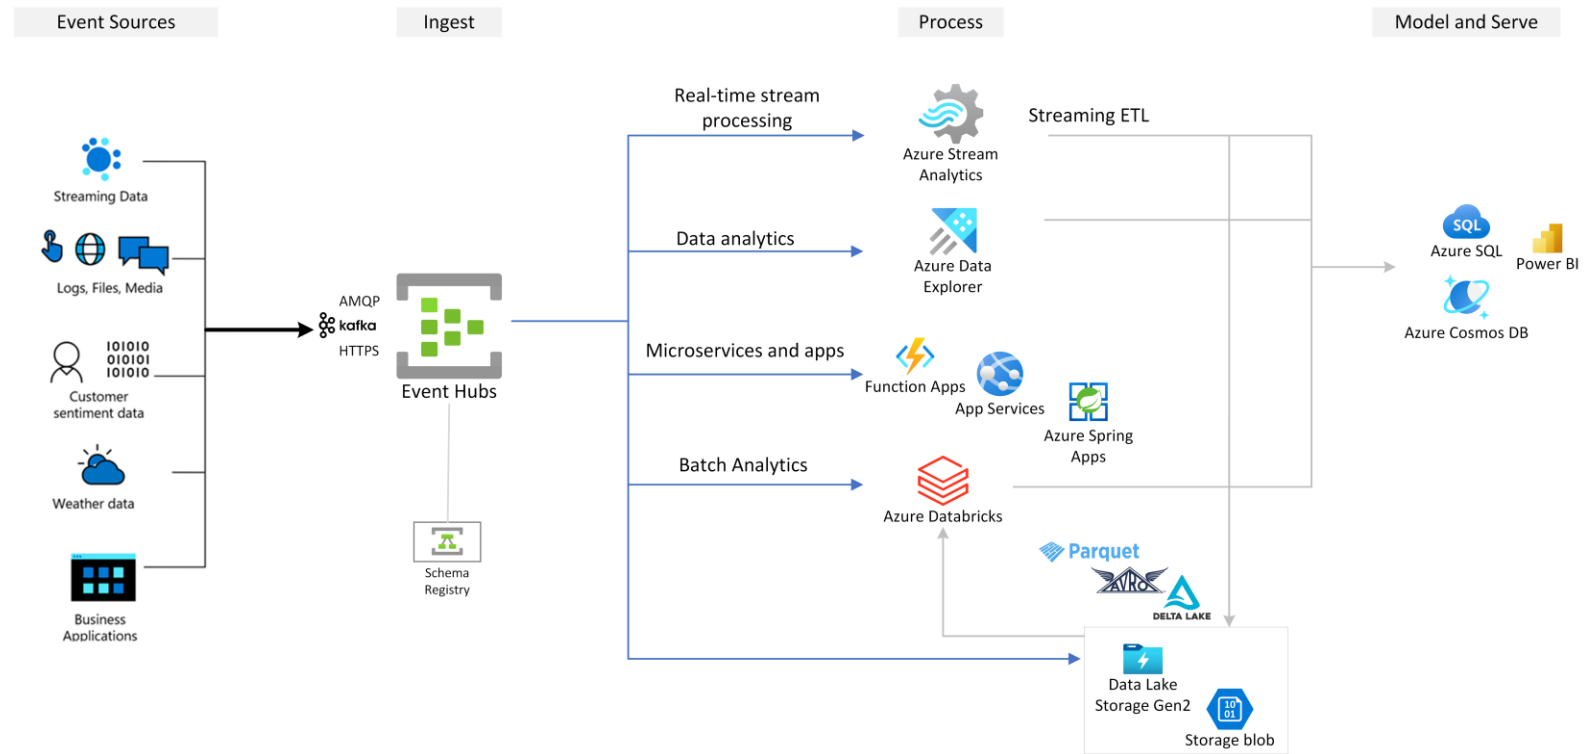 Event Sources
Ingest
Process
Model and Serve
Streaming Data
Logs, Files, Media
101010
010101
101010
Customer
sentiment data
Weather data
Business
Applications
AMQP
kafka
HTTPS
Event Hubs
Schema
Registry
Real-time stream
processing
Data analytics
Microservices and apps
Batch Analytics
Azure Stream
Analytics
Streaming ETL
Azure Data
Explorer
Function Apps
App Services
Azure Spring
Apps
Azure Databricks
Parquet
AVRO
DELTA LAKE
Data Lake
Storage Gen2
10
01
Storage blob
SQL
Azure SQL
Power BI
Azure Cosmos DB